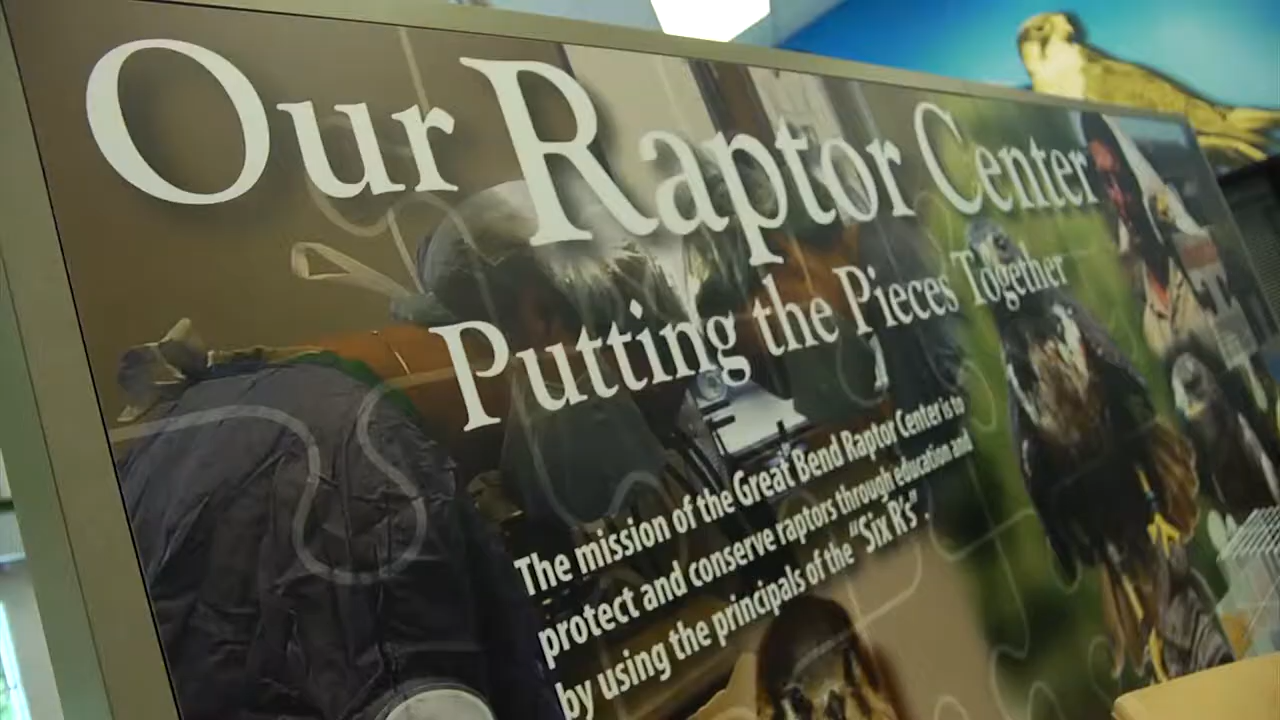 Our Raptor Center
Putting the Pieces Together
The mission of the Great Bend Raptor Center is to
protect and conserve raptors through education and
by using the principals of the "Six R's".